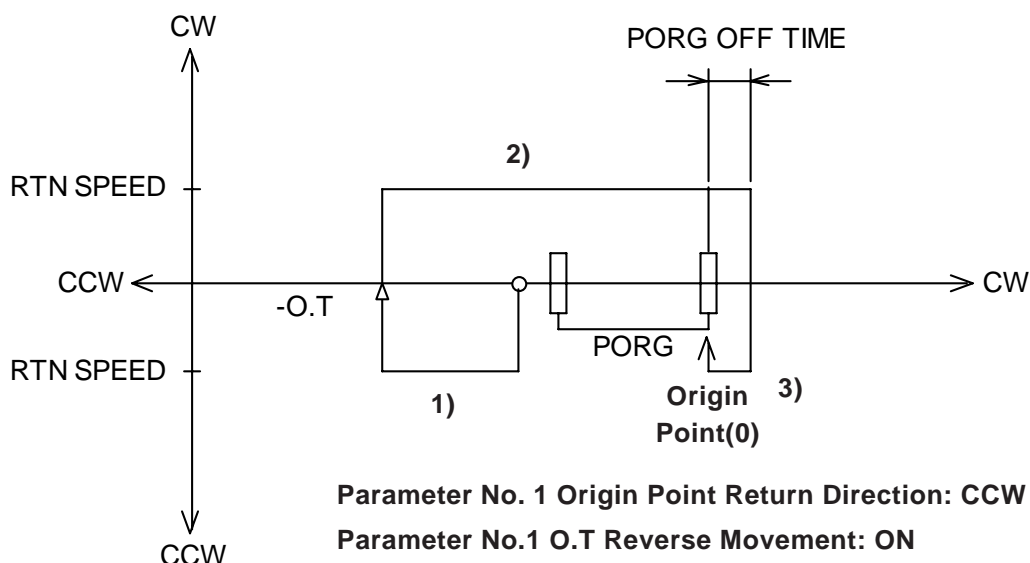 CW
PORG OFF TIME
2)
RTN SPEED
CCW
CW
-O.T
PORG
RTN SPEED
1)
3)
Origin
Point(0)
Parameter No. 1 Origin Point Return Direction: CCW
Parameter No.1 O.T Reverse Movement: ON
CCW